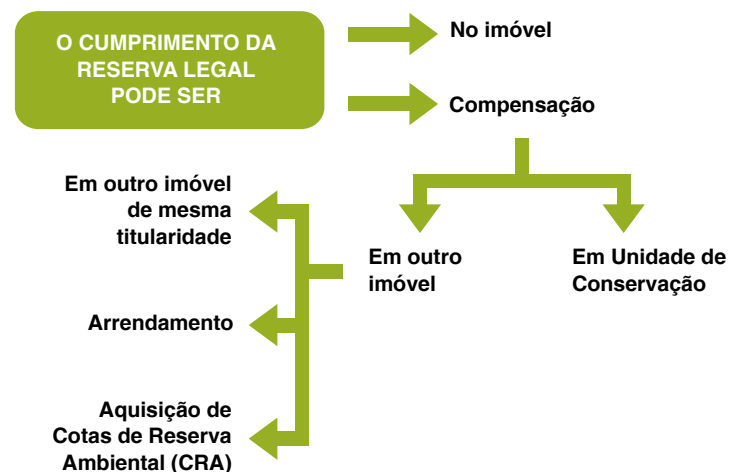 O CUMPRIMENTO DA
RESERVA LEGAL
PODE SER
No imóvel
Compensação
Em outro
imóvel
Em Unidade de
Conservação
Em outro imóvel
de mesma
titularidade
Arrendamento
Aquisição de
Cotas de Reserva
Ambiental (CRA)